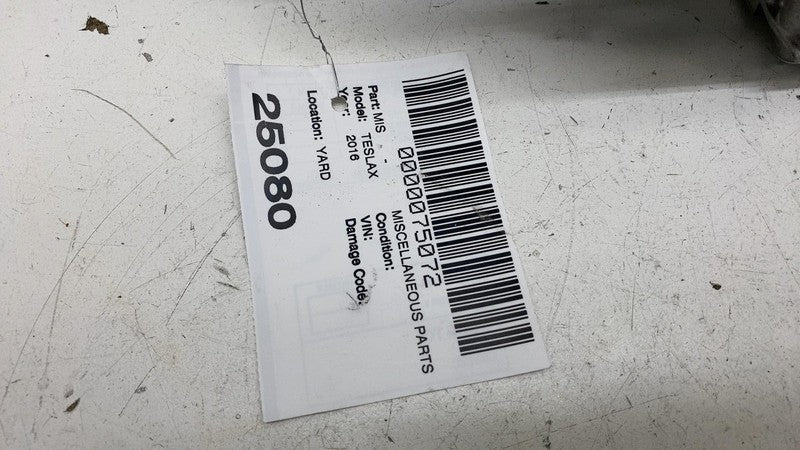 0000075072
Part: MIS - MISCELLANEOUS PARTS
Model: TESLAX Condition:
Year: 2016 VIN:
Damage Code:
Location: YARD
25080